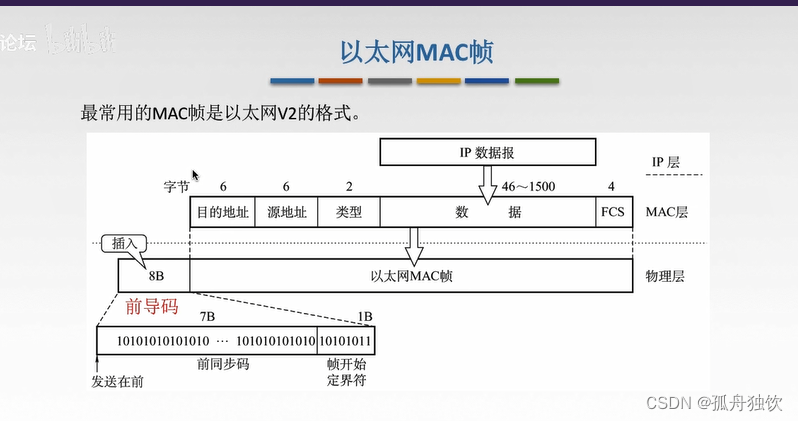 论坛
以太网MAC帧
最常用的MAC帧是以太网V2的格式。
IP 数据报
IP 层
字节 6 6 2 46～1500 4
目的地址 源地址 类型 数 据 FCS MAC层
插入
8B 以太网MAC帧 物理层
前导码
7B 1B
10101010101010 … 101010101010 10101011
前同步码 帧开始
定界符
发送在前
CSDN @孤舟独饮